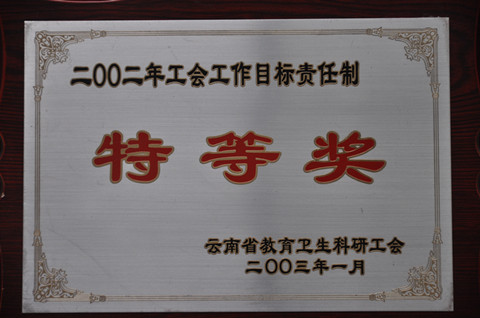 二〇〇二年工会工作目标责任制
特等奖
云南省教育卫生科研工会
二〇〇三年一月